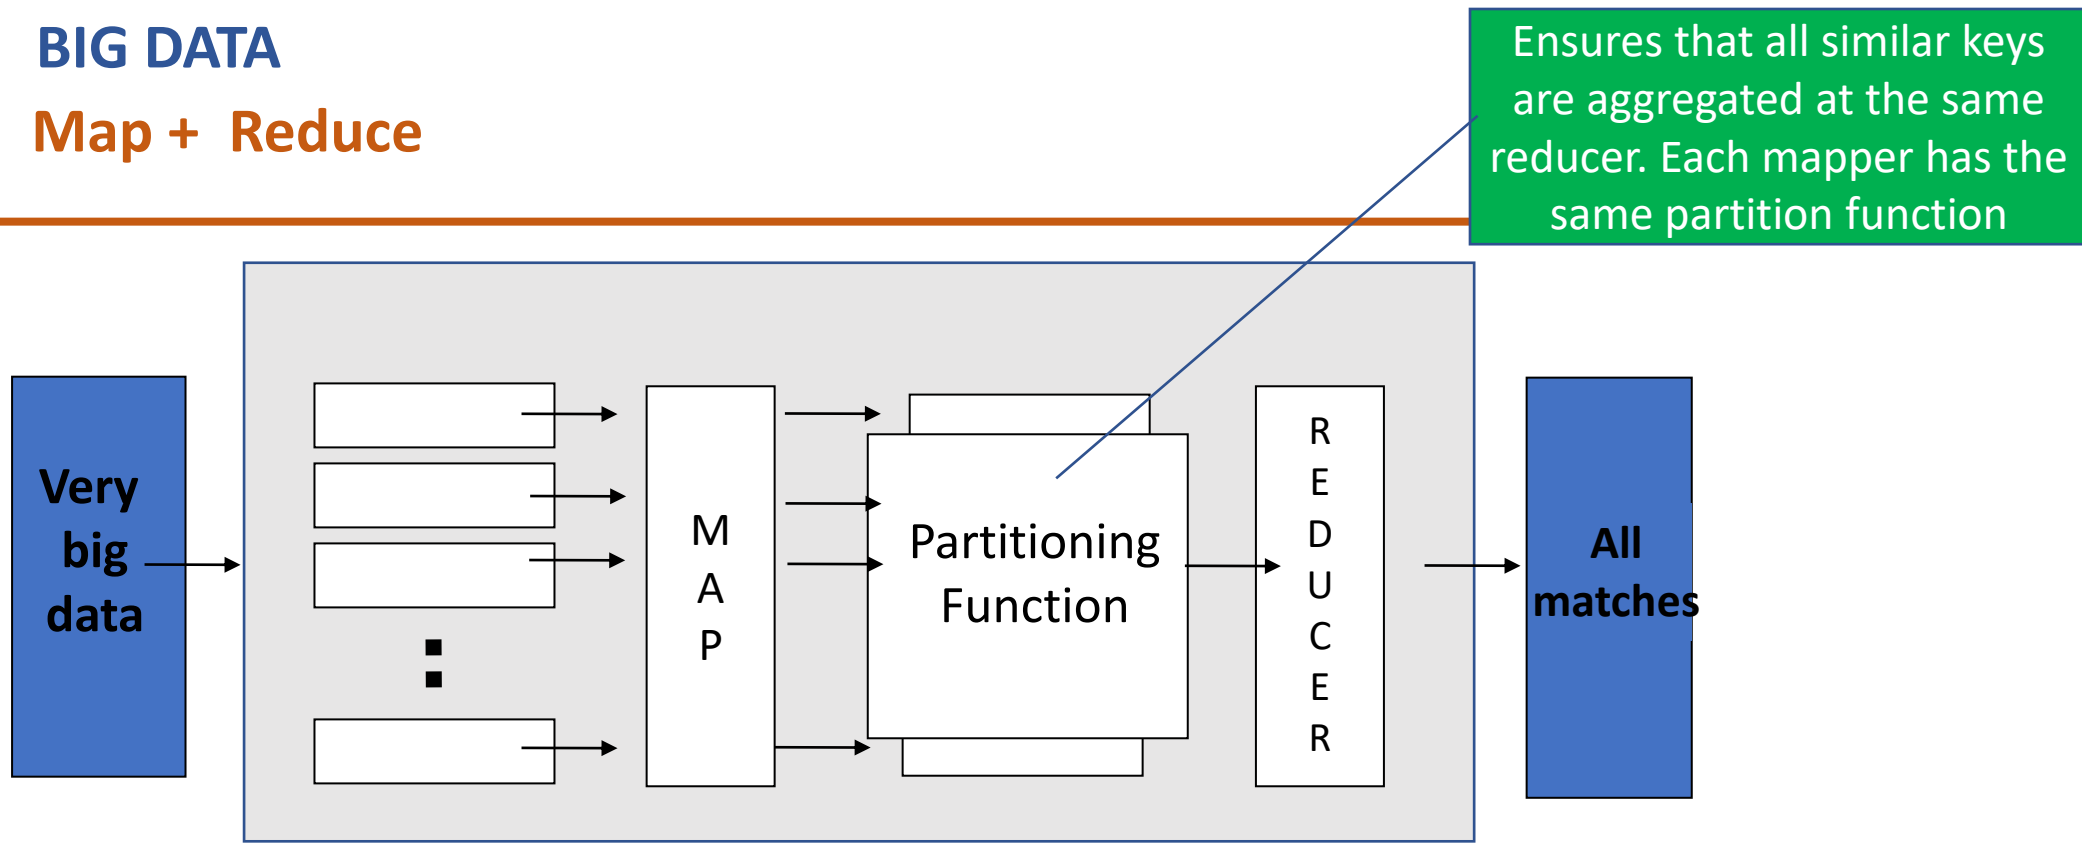 BIG DATA
Map + Reduce
Ensures that all similar keys
are aggregated at the same
reducer. Each mapper has the
same partition function
Very
big
data
M
A
P
Partitioning
Function
R
E
D
U
C
E
R
All
matches